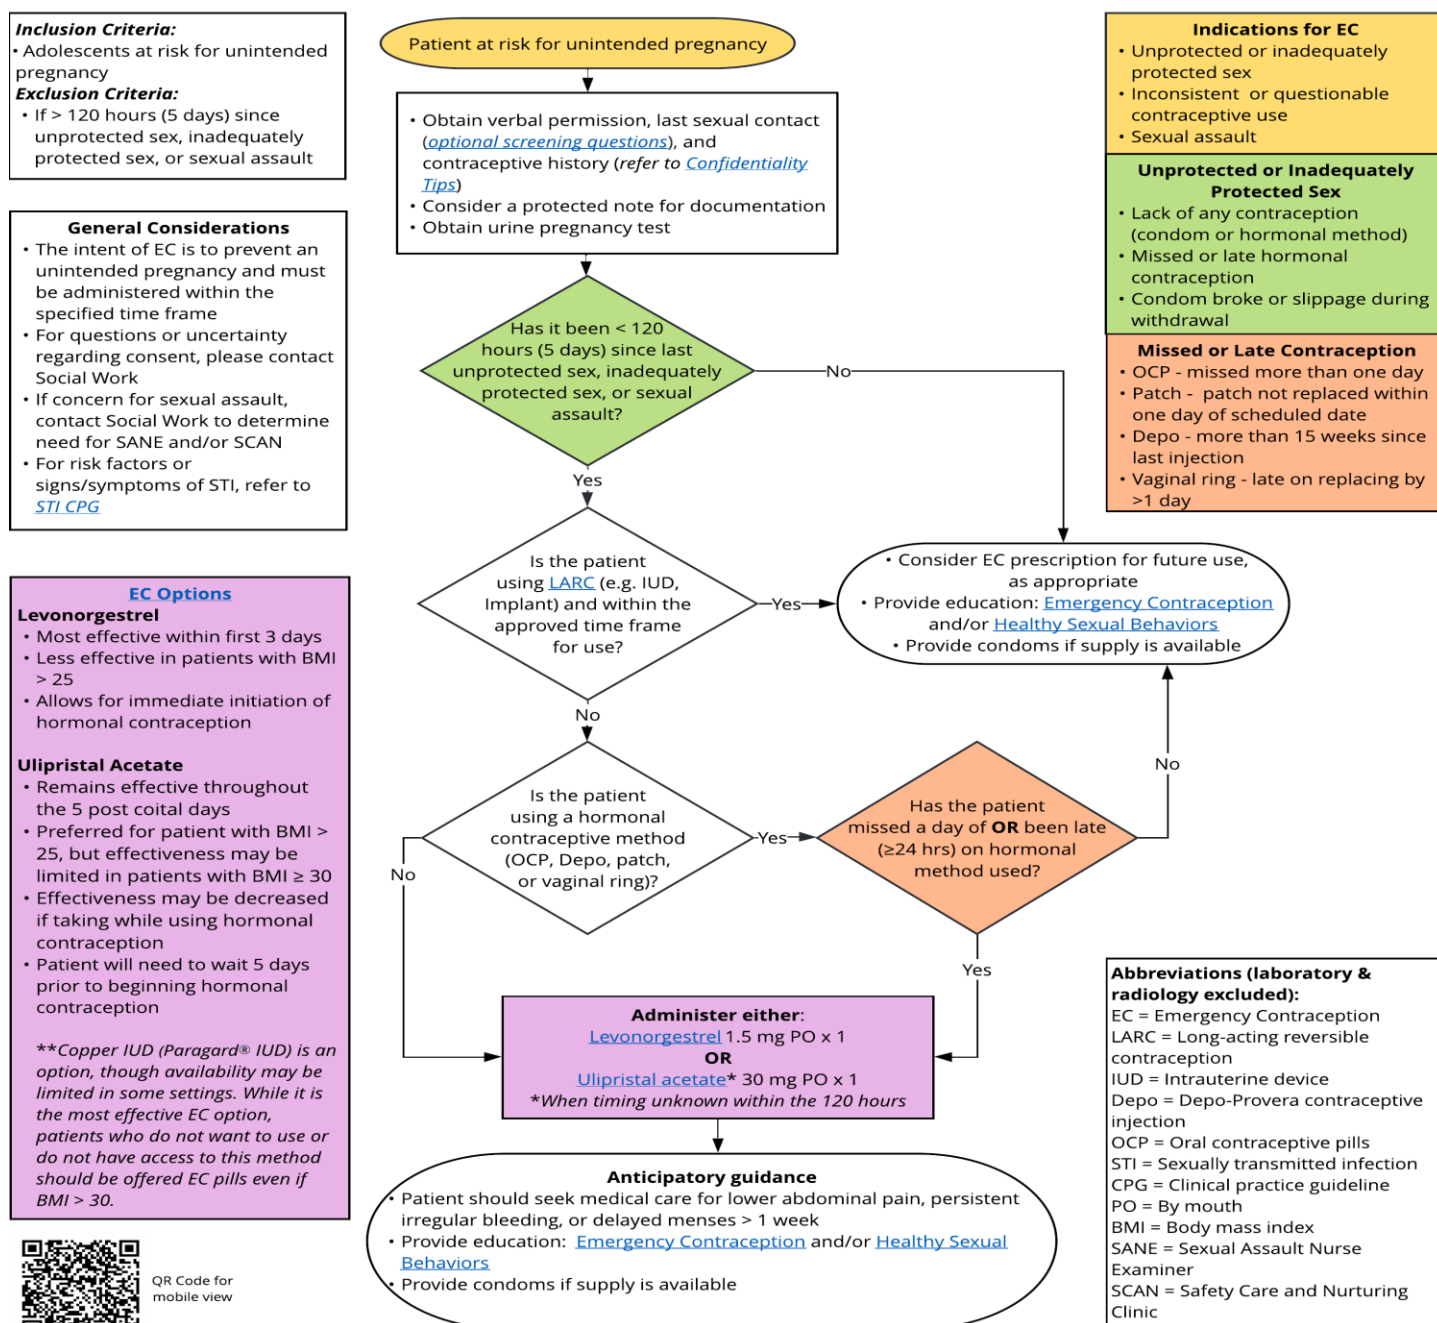 Inclusion Criteria:
• Adolescents at risk for unintended
pregnancy
Exclusion Criteria:
• If > 120 hours (5 days) since
unprotected sex, inadequately
protected sex, or sexual assault
General Considerations
• The intent of EC is to prevent an
unintended pregnancy and must
be administered within the
specified time frame
• For questions or uncertainty
regarding consent, please contact
Social Work
• If concern for sexual assault,
contact Social Work to determine
need for SANE and/or SCAN
• For risk factors or
signs/symptoms of STI, refer to
STI CPG
EC Options
Levonorgestrel
• Most effective within first 3 days
• Less effective in patients with BMI
> 25
• Allows for immediate initiation of
hormonal contraception
Ulipristal Acetate
• Remains effective throughout
the 5 post coital days
• Preferred for patient with BMI >
25, but effectiveness may be
limited in patients with BMI ≥ 30
• Effectiveness may be decreased
if taking while using hormonal
contraception
• Patient will need to wait 5 days
prior to beginning hormonal
contraception
**Copper IUD (Paragard® IUD) is an
option, though availability may be
limited in some settings. While it is
the most effective EC option,
patients who do not want to use or
do not have access to this method
should be offered EC pills even if
BMI > 30.
QR Code for
mobile view
Patient at risk for unintended pregnancy
• Obtain verbal permission, last sexual contact
(optional screening questions), and
contraceptive history (refer to Confidentiality
Tips)
• Consider a protected note for documentation
• Obtain urine pregnancy test
Has it been < 120
hours (5 days) since last
unprotected sex, inadequately
protected sex, or sexual
assault?
No
Yes
Is the patient
using LARC (e.g. IUD,
Implant) and within the
approved time frame
for use?
Yes
• Consider EC prescription for future use,
as appropriate
• Provide education: Emergency Contraception
and/or Healthy Sexual Behaviors
• Provide condoms if supply is available
No
Is the patient
using a hormonal
contraceptive method
(OCP, Depo, patch,
or vaginal ring)?
No
Yes
Has the patient
missed a day of OR been late
(≥24 hrs) on hormonal
method used?
No
Yes
Administer either:
Levonorgestrel 1.5 mg PO x 1
OR
Ulipristal acetate* 30 mg PO x 1
*When timing unknown within the 120 hours
Anticipatory guidance
• Patient should seek medical care for lower abdominal pain, persistent
irregular bleeding, or delayed menses > 1 week
• Provide education: Emergency Contraception and/or Healthy Sexual
Behaviors
• Provide condoms if supply is available
Indications for EC
• Unprotected or inadequately
protected sex
• Inconsistent or questionable
contraceptive use
• Sexual assault
Unprotected or Inadequately
Protected Sex
• Lack of any contraception
(condom or hormonal method)
• Missed or late hormonal
contraception
• Condom broke or slippage during
withdrawal
Missed or Late Contraception
• OCP - missed more than one day
• Patch - patch not replaced within
one day of scheduled date
• Depo - more than 15 weeks since
last injection
• Vaginal ring - late on replacing by
>1 day
Abbreviations (laboratory &
radiology excluded):
EC = Emergency Contraception
LARC = Long-acting reversible
contraception
IUD = Intrauterine device
Depo = Depo-Provera contraceptive
injection
OCP = Oral contraceptive pills
STI = Sexually transmitted infection
CPG = Clinical practice guideline
PO = By mouth
BMI = Body mass index
SANE = Sexual Assault Nurse
Examiner
SCAN = Safety Care and Nurturing
Clinic